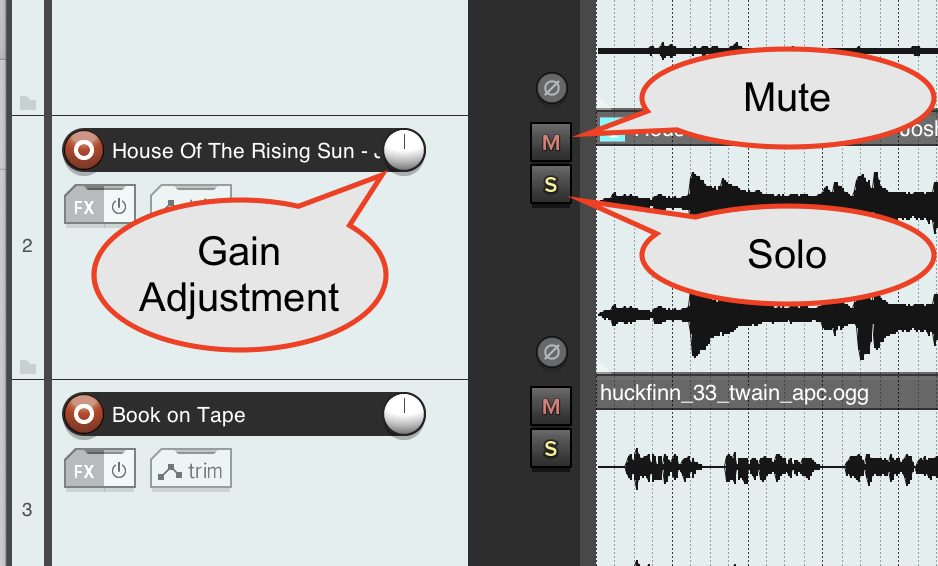 Mute
M
House Of The Rising Sun - J
FX
S
2
Gain
Adjustment
Solo
Ø
huckfinn_33_twain_apc.ogg
M
Book on Tape
S
FX
trim
3